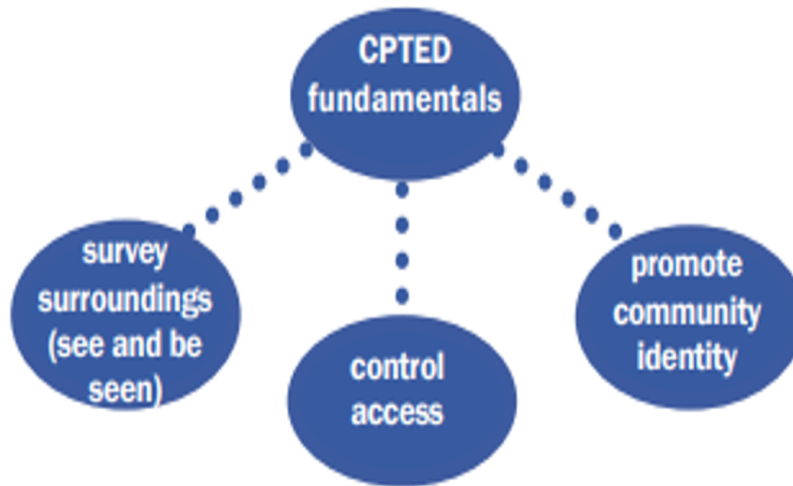 CPTED
fundamentals
survey
surroundings
(see and be
seen)
control
access
promote
community
identity